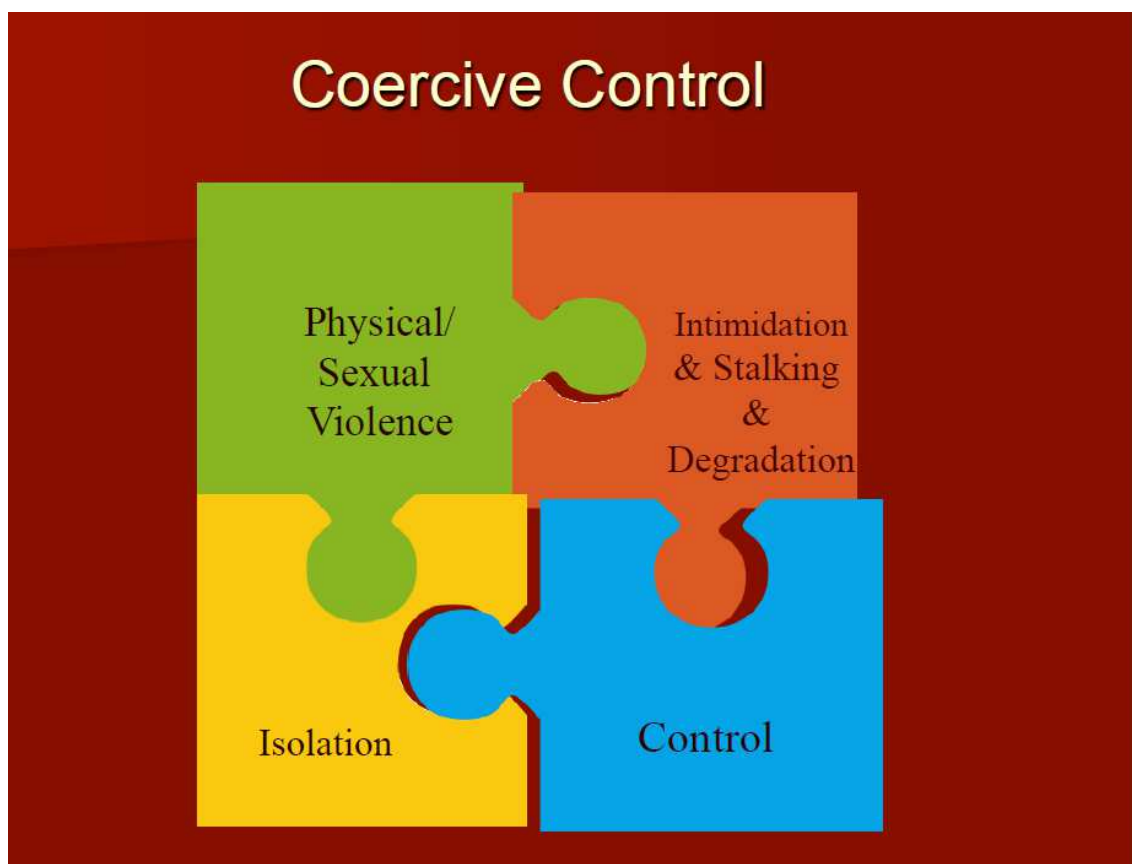 Coercive Control
Physical/
Sexual
Violence
Intimidation
& Stalking
&
Degradation
Isolation
Control